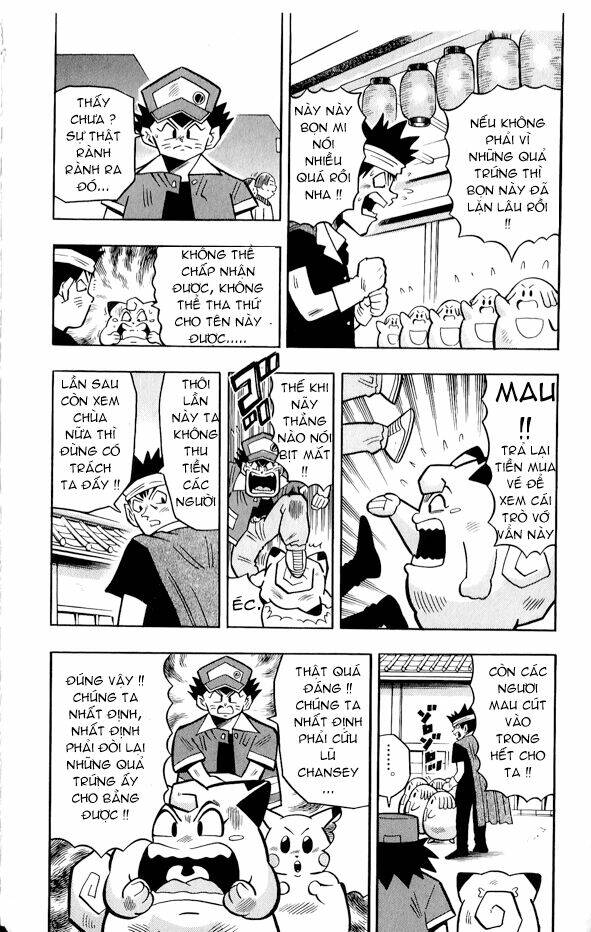 NẾU KHÔNG
PHẢI VÌ
NHỮNG QUẢ
TRỨNG THÌ
BỌN NÀY ĐÃ
LĂN LÂU RỒI
!!
NÀY NÀY
BỌN MI
NÓI
NHIỀU
QUÁ RỒI
NHA !!
THẤY
CHƯA ?
SỰ THẬT
RÀNH
RÀNH RA
ĐÓ...
KHÔNG THỂ
CHẤP NHẬN
ĐƯỢC, KHÔNG
THỂ THA THỨ
CHO TÊN NÀY
ĐƯỢC.....
MAU
!!
TRẢ LẠI
TIỀN MUA
VÉ ĐỂ
XEM CÁI
TRÒ VỚ
VẨN NÀY
THẾ KHI
NÃY
THẰNG
NÀO NÓI
BỊT MẮT
!!
ÉC.
THÔI
LẦN
NÀY TA
KHÔNG
THU
TIỀN
CÁC
NGƯƠI
LẦN SAU
CÒN XEM
CHÙA
NỮA THÌ
ĐỪNG CÓ
TRÁCH
TA ĐẤY !!
CÒN CÁC
NGƯƠI
MAU CÚT
VÀO
TRONG
HẾT CHO
TA !!
ゾロ
ゾロ
THẬT QUÁ
ĐÁNG !!
CHÚNG TA
NHẤT ĐỊNH
PHẢI CỨU
LŨ
CHANSEY
...
ĐÚNG VẬY !!
CHÚNG TA
NHẤT ĐỊNH,
NHẤT ĐỊNH
PHẢI ĐÒI LẠI
NHỮNG QUẢ
TRỨNG ẤY
CHO BẰNG
ĐƯỢC !!